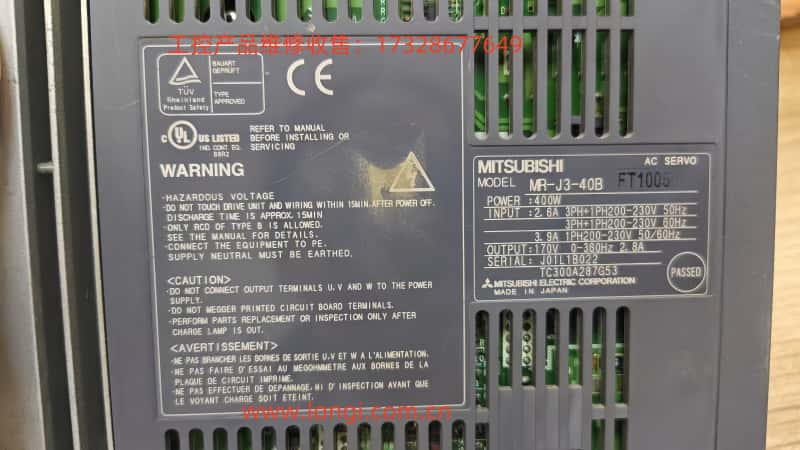 工控产品维修收售：17328677649
TÜV
Rheinland
Product Safety
BAUART
GEPRÜFT
TYPE
APPROVED
CE
c UL US LISTED
IND. CONT. EQ.
88R2
REFER TO MANUAL
BEFORE INSTALLING OR
SERVICING
WARNING
·HAZARDOUS VOLTAGE
·DO NOT TOUCH DRIVE UNIT AND WIRING WITHIN 15MIN.AFTER POWER OFF.
DISCHARGE TIME IS APPROX.15MIN
·ONLY RCD OF TYPE B IS ALLOWED.
SEE THE MANUAL FOR DETAILS.
·CONNECT THE EQUIPMENT TO PE.
SUPPLY NEUTRAL MUST BE EARTHED.
<CAUTION>
·DO NOT CONNECT OUTPUT TERMINALS U.V AND W TO THE POWER
SUPPLY.
·DO NOT MEGGER PRINTED CIRCUIT BOARD TERMINALS.
·PERFORM PARTS REPLACEMENT OR INSPECTION ONLY AFTER
CHARGE LAMP IS OUT.
<AVERTISSEMENT>
·NE PAS BRANCHER LES BORNES DE SORTIE U.V ET W A L'ALIMENTATION.
·NE PAS FAIRE D'ESSAI AU MEGOHMMETRE AUX BORNES DE LA
PLAQUE DE CIRCUIT IMPRIME.
·NE PAS EFFECTUER DE DEPANNAGE,NI D'INSPECTION AVANT QUE
LE VOYANT CHARGE SOIT ETEINT.
MITSUBISHI AC SERVO
MODEL MR-J3-40B FT1005
POWER :400W
INPUT :2.6A 3PH+1PH200-230V 50Hz
3PH+1PH200-230V 60Hz
3.9A 1PH200-230V 50/60Hz
OUTPUT:170V 0-360Hz 2.8A
SERIAL: J01L1B022
TC300A287G53
MITSUBISHI ELECTRIC CORPORATION
MADE IN JAPAN
PASSED
www.longi.com.cn